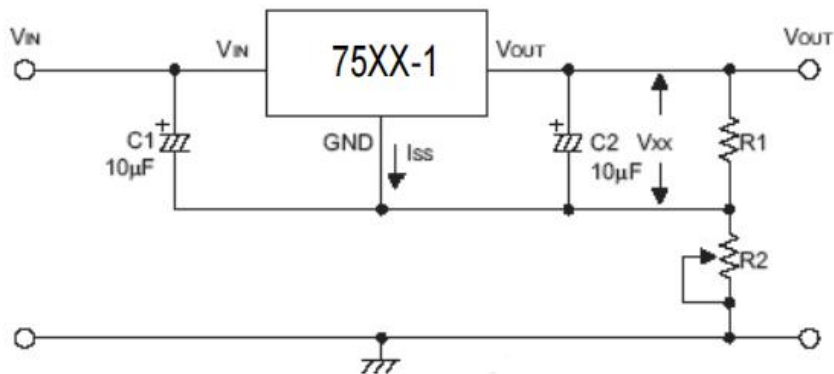 VIN
VIN
75XX-1
VOUT
VOUT
+
C1
10μF
GND
ISS
+
C2
10μF
VXX
R1
R2